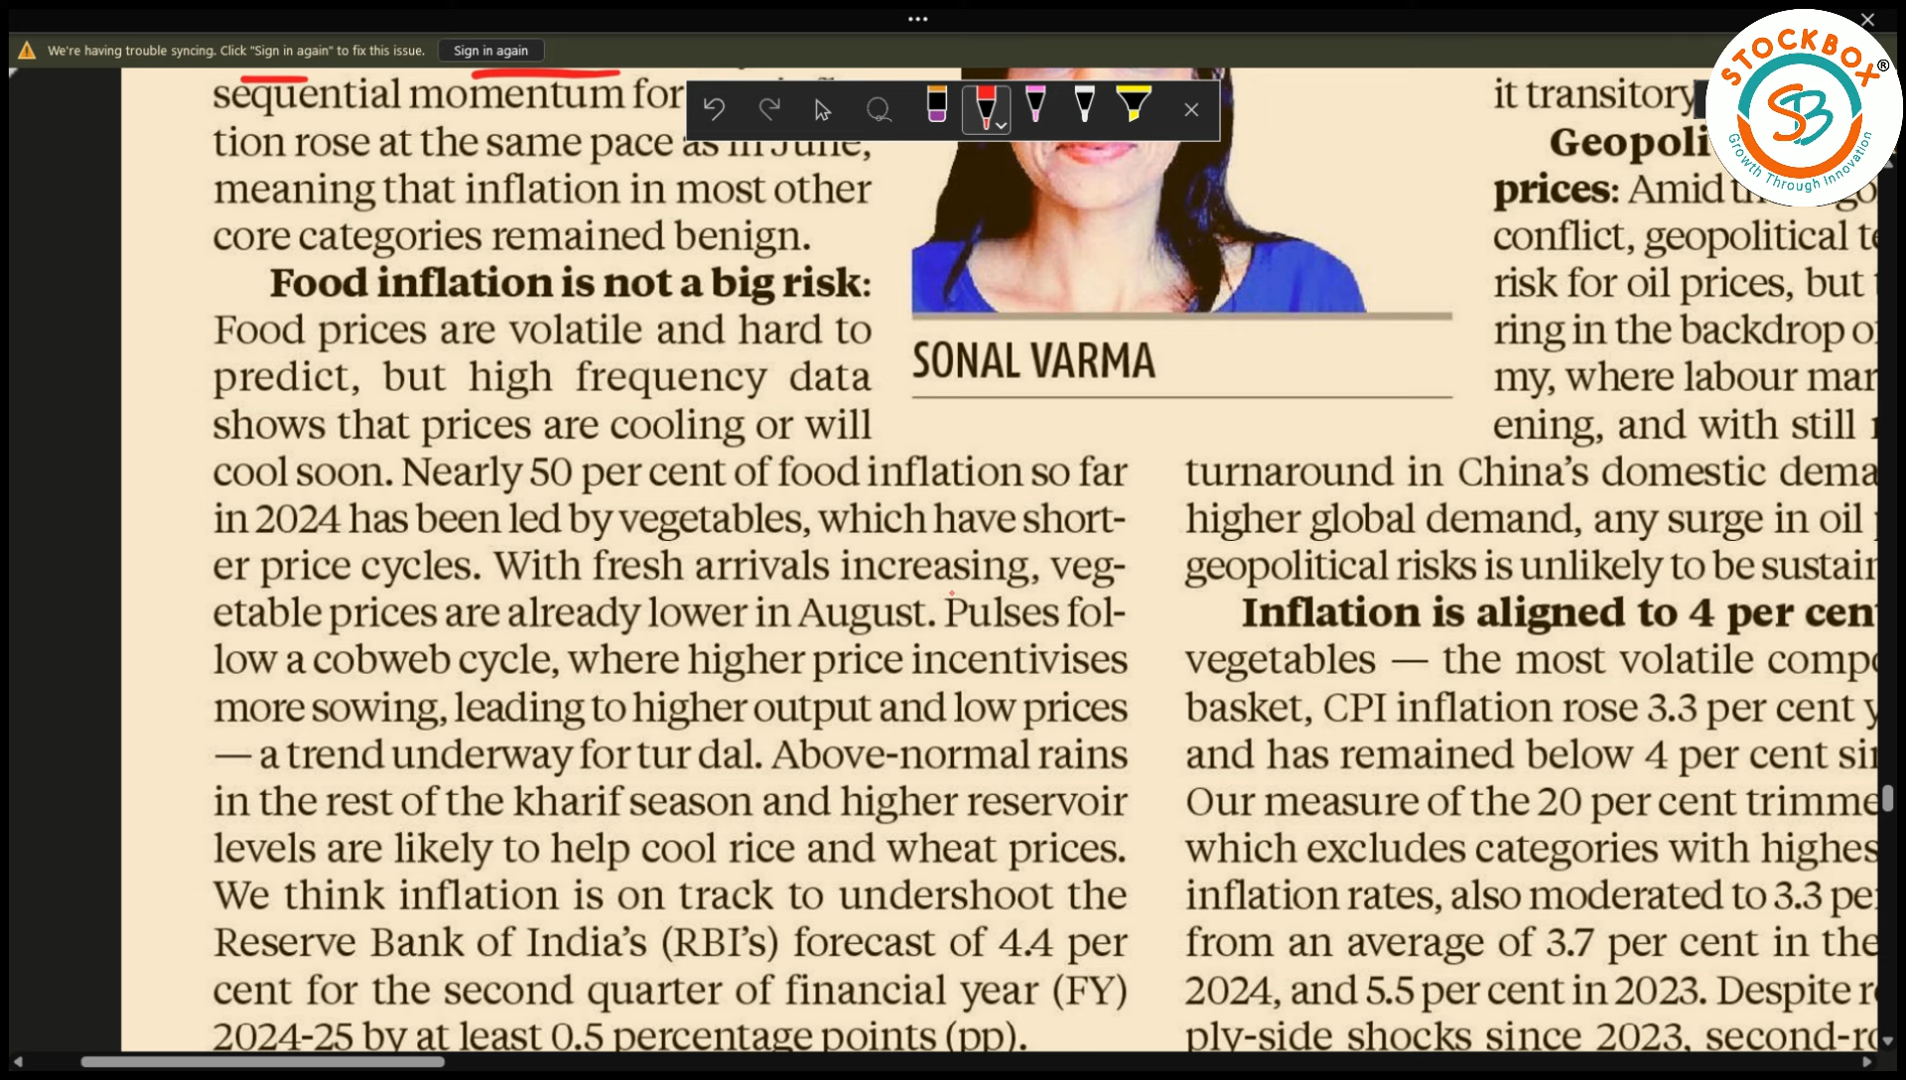 We're having trouble syncing. Click "Sign in again" to fix this issue.
Sign in again
STOCKBOX®
SB
Growth Through Innovation
sequential momentum for
tion rose at the same pace as in June,
meaning that inflation in most other
core categories remained benign.
Food inflation is not a big risk:
Food prices are volatile and hard to
predict, but high frequency data
shows that prices are cooling or will
cool soon. Nearly 50 per cent of food inflation so far
in 2024 has been led by vegetables, which have short-
er price cycles. With fresh arrivals increasing, veg-
etable prices are already lower in August. Pulses fol-
low a cobweb cycle, where higher price incentivises
more sowing, leading to higher output and low prices
— a trend underway for tur dal. Above-normal rains
in the rest of the kharif season and higher reservoir
levels are likely to help cool rice and wheat prices.
We think inflation is on track to undershoot the
Reserve Bank of India's (RBI's) forecast of 4.4 per
cent for the second quarter of financial year (FY)
2024-25 by at least 0.5 percentage points (pp).
SONAL VARMA
it transitory
Geopoli
prices: Amid
conflict, geopolitical
risk for oil prices, but
ring in the backdrop
my, where labour mar
ening, and with still
turnaround in China's domestic dema
higher global demand, any surge in oil
geopolitical risks is unlikely to be sustain
Inflation is aligned to 4 per cen
vegetables — the most volatile comp
basket, CPI inflation rose 3.3 per cent y
and has remained below 4 per cent sin
Our measure of the 20 per cent trimme
which excludes categories with highes
inflation rates, also moderated to 3.3 pe
from an average of 3.7 per cent in the
2024, and 5.5 per cent in 2023. Despite
ply-side shocks since 2023, second-ro